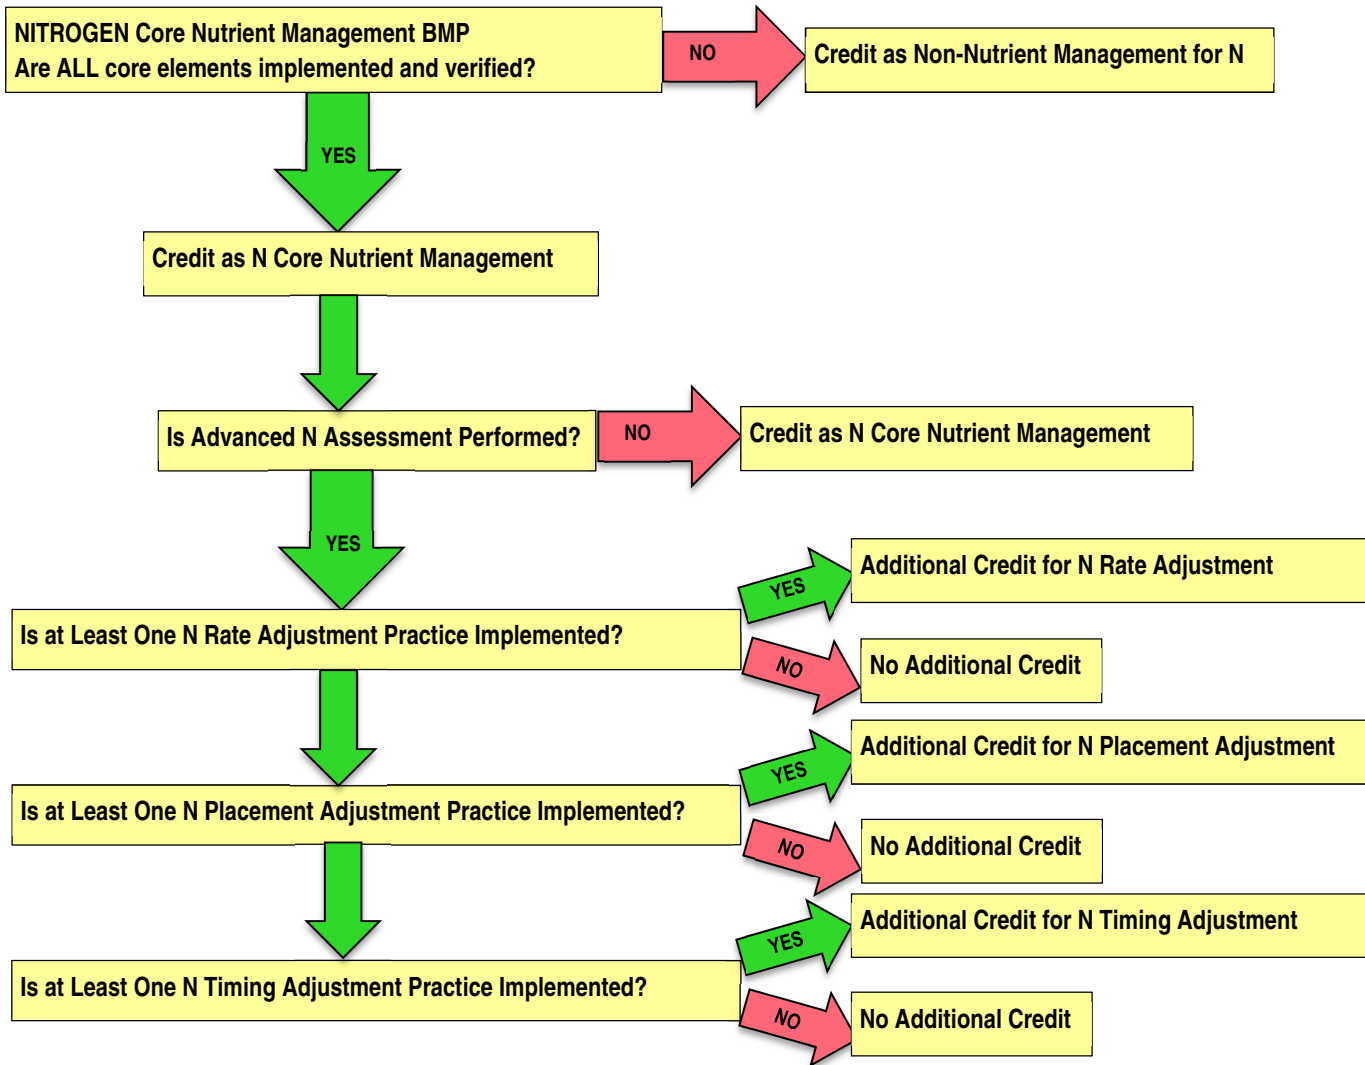 NITROGEN Core Nutrient Management BMP
Are ALL core elements implemented and verified?
NO
Credit as Non-Nutrient Management for N
YES
Credit as N Core Nutrient Management
Is Advanced N Assessment Performed?
NO
Credit as N Core Nutrient Management
YES
Is at Least One N Rate Adjustment Practice Implemented?
YES
Additional Credit for N Rate Adjustment
NO
No Additional Credit
Is at Least One N Placement Adjustment Practice Implemented?
YES
Additional Credit for N Placement Adjustment
NO
No Additional Credit
Is at Least One N Timing Adjustment Practice Implemented?
YES
Additional Credit for N Timing Adjustment
NO
No Additional Credit